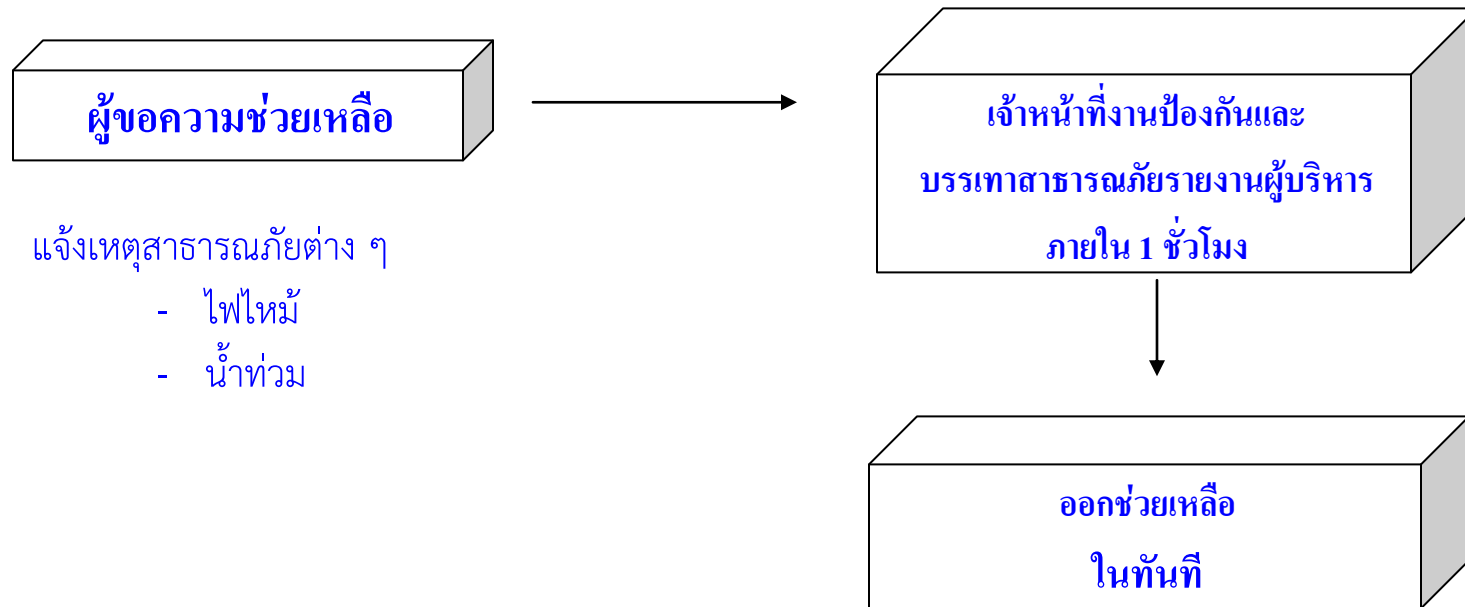 ผู้ขอความช่วยเหลือ
แจ้งเหตุสาธารณภัยต่าง ๆ
- ไฟไหม้
- น้ำท่วม
เจ้าหน้าที่งานป้องกันและ
บรรเทาสาธารณภัยรายงานผู้บริหาร
ภายใน 1 ชั่วโมง
ออกช่วยเหลือ
ในทันที